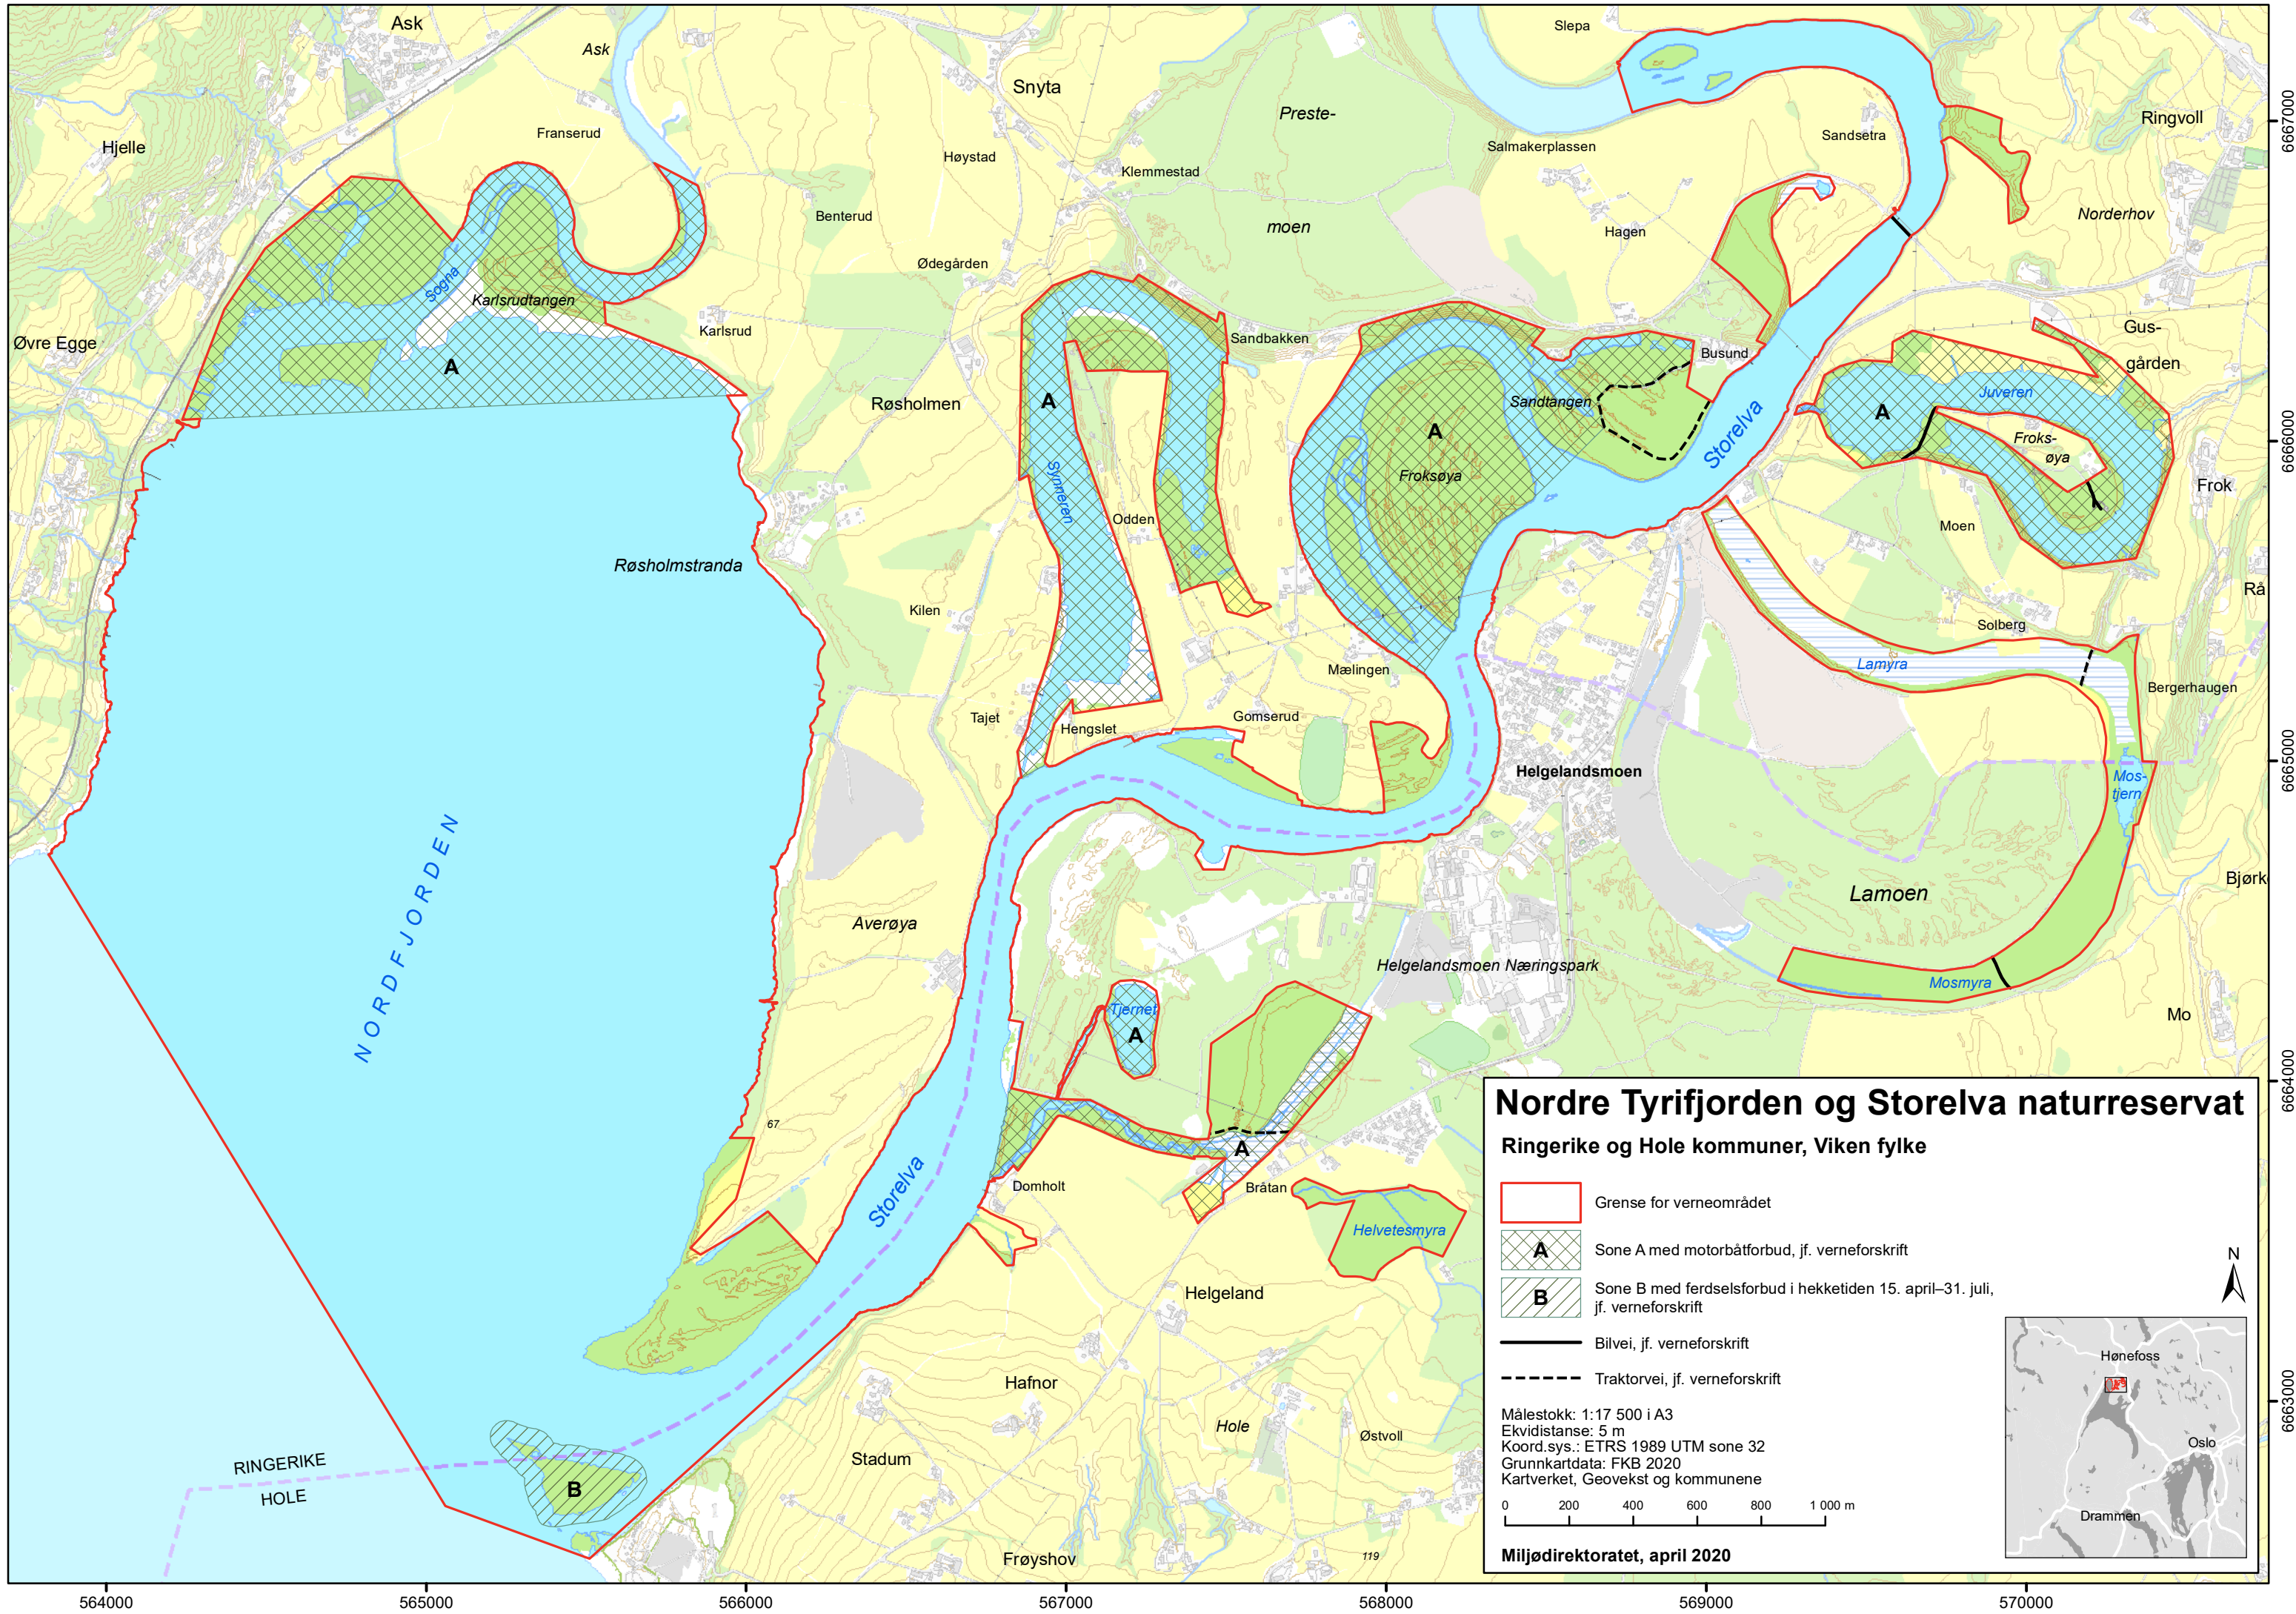 Ask
Ask
Slepa
Snyta
Preste-
moen
Franserud
Hjelle
Høystad
Klemmestad
Salmakerplassen
Sandsetra
Ringvoll
Benterud
Norderhov
Hagen
Ødegården
Sogna
Karlsrudtangen
Karlsrud
Øvre Egge
A
Sandbakken
Busund
Gus-
gården
Røsholmen
A
Sandtangen
Juveren
A
Froks-
øya
A
Storelva
Froksøya
Synneren
Odden
Moen
Frok
Røsholmstranda
Rå
Kilen
Solberg
Mælingen
Lamyra
Bergerhaugen
Tajet
Hengslet
Gomserud
Helgelandsmoen
Mos-
tjern
NORDFJORDEN
Averøya
Lamoen
Bjørk
Helgelandsmoen Næringspark
Mosmyra
Tjernet
A
Mo
67
A
Storelva
Domholt
Bråtan
Helvetesmyra
Helgeland
Hafnor
Hole
Østvoll
Stadum
RINGERIKE
HOLE
B
Frøyshov
119
Nordre Tyrifjorden og Storelva naturreservat
Ringerike og Hole kommuner, Viken fylke
Grense for verneområdet
A
Sone A med motorbåtforbud, jf. verneforskrift
B
Sone B med ferdselsforbud i hekketiden 15. april–31. juli,
jf. verneforskrift
Bilvei, jf. verneforskrift
Traktorvei, jf. verneforskrift
Målestokk: 1:17 500 i A3
Ekvidistanse: 5 m
Koord.sys.: ETRS 1989 UTM sone 32
Grunnkartdata: FKB 2020
Kartverket, Geovekst og kommunene
0 200 400 600 800 1 000 m
Miljødirektoratet, april 2020
N
Hønefoss
Oslo
Drammen
6667000
6666000
6665000
6664000
6663000
564000 565000 566000 567000 568000 569000 570000